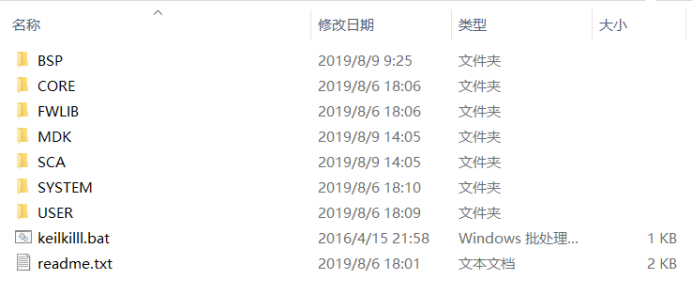 名称 修改日期 类型 大小
BSP 2019/8/9 9:25 文件夹
CORE 2019/8/6 18:06 文件夹
FWLIB 2019/8/6 18:06 文件夹
MDK 2019/8/9 14:05 文件夹
SCA 2019/8/9 14:05 文件夹
SYSTEM 2019/8/6 18:10 文件夹
USER 2019/8/6 18:09 文件夹
keilkilll.bat 2016/4/15 21:58 Windows 批处理... 1 KB
readme.txt 2019/8/6 18:01 文本文档 2 KB